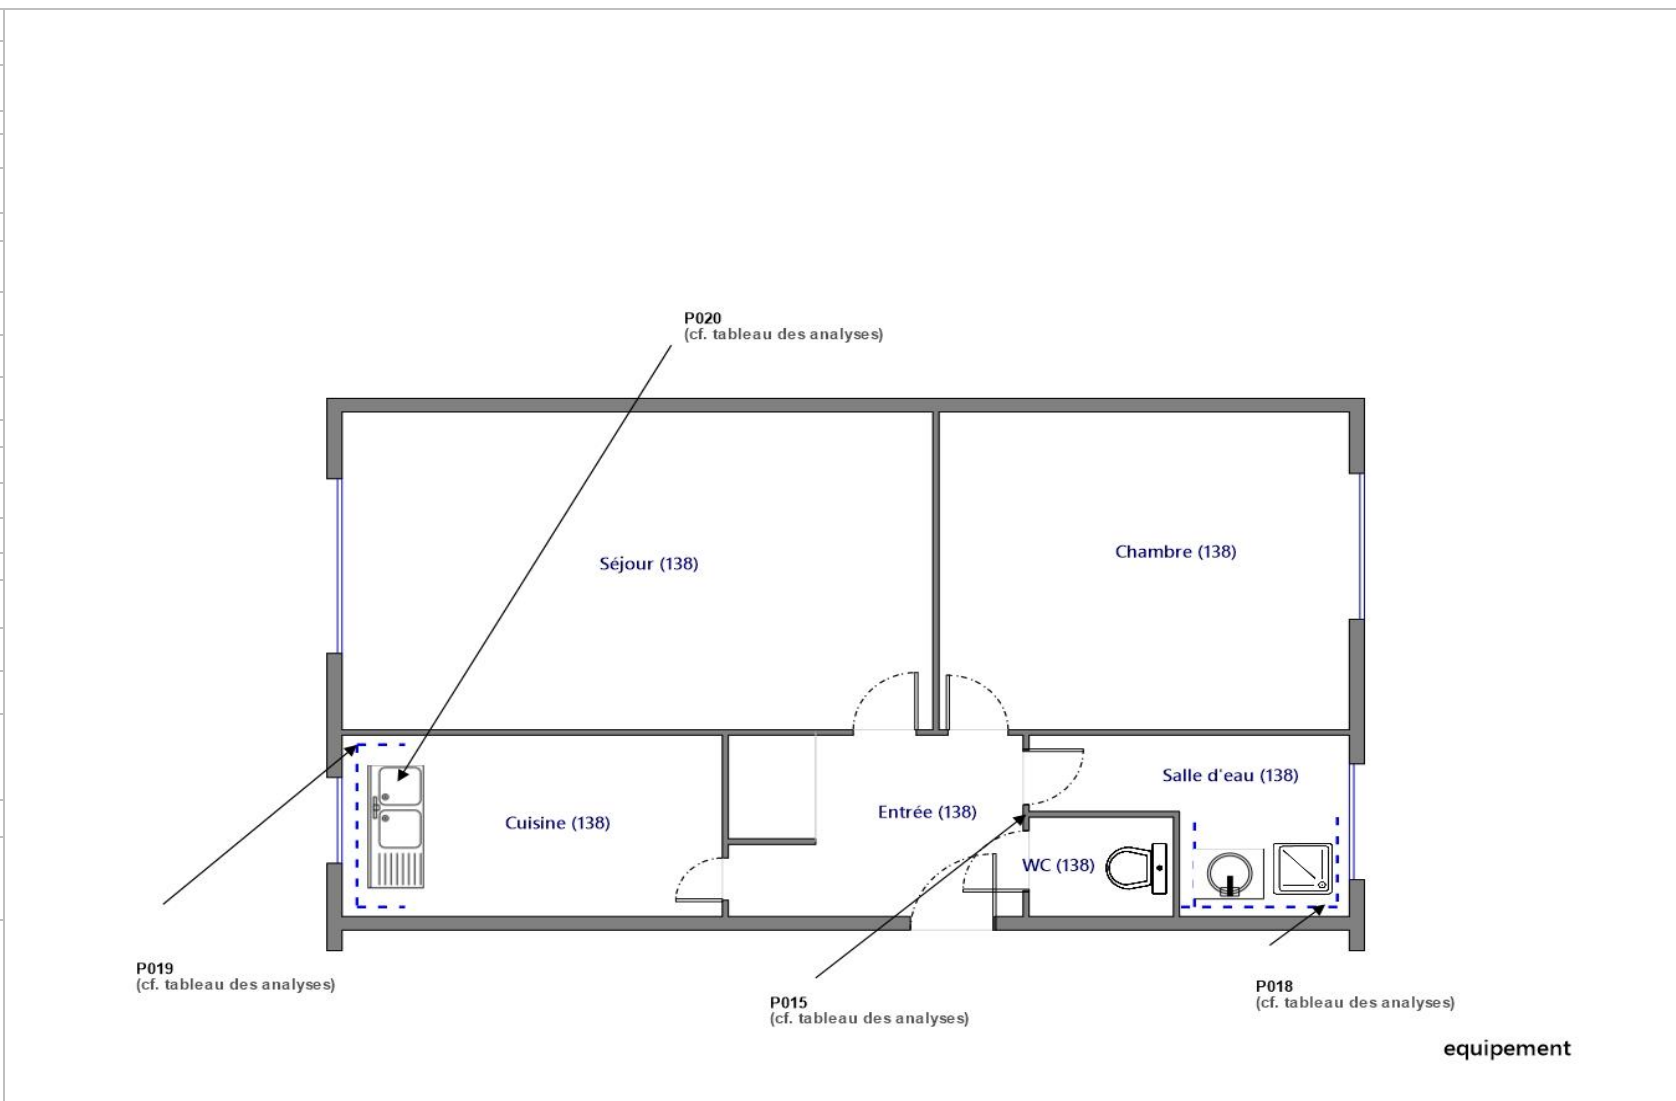 P020
(cf. tableau des analyses)
Séjour (138)
Chambre (138)
Salle d'eau (138)
Cuisine (138)
Entrée (138)
WC (138)
P019
(cf. tableau des analyses)
P015
(cf. tableau des analyses)
P018
(cf. tableau des analyses)
equipement